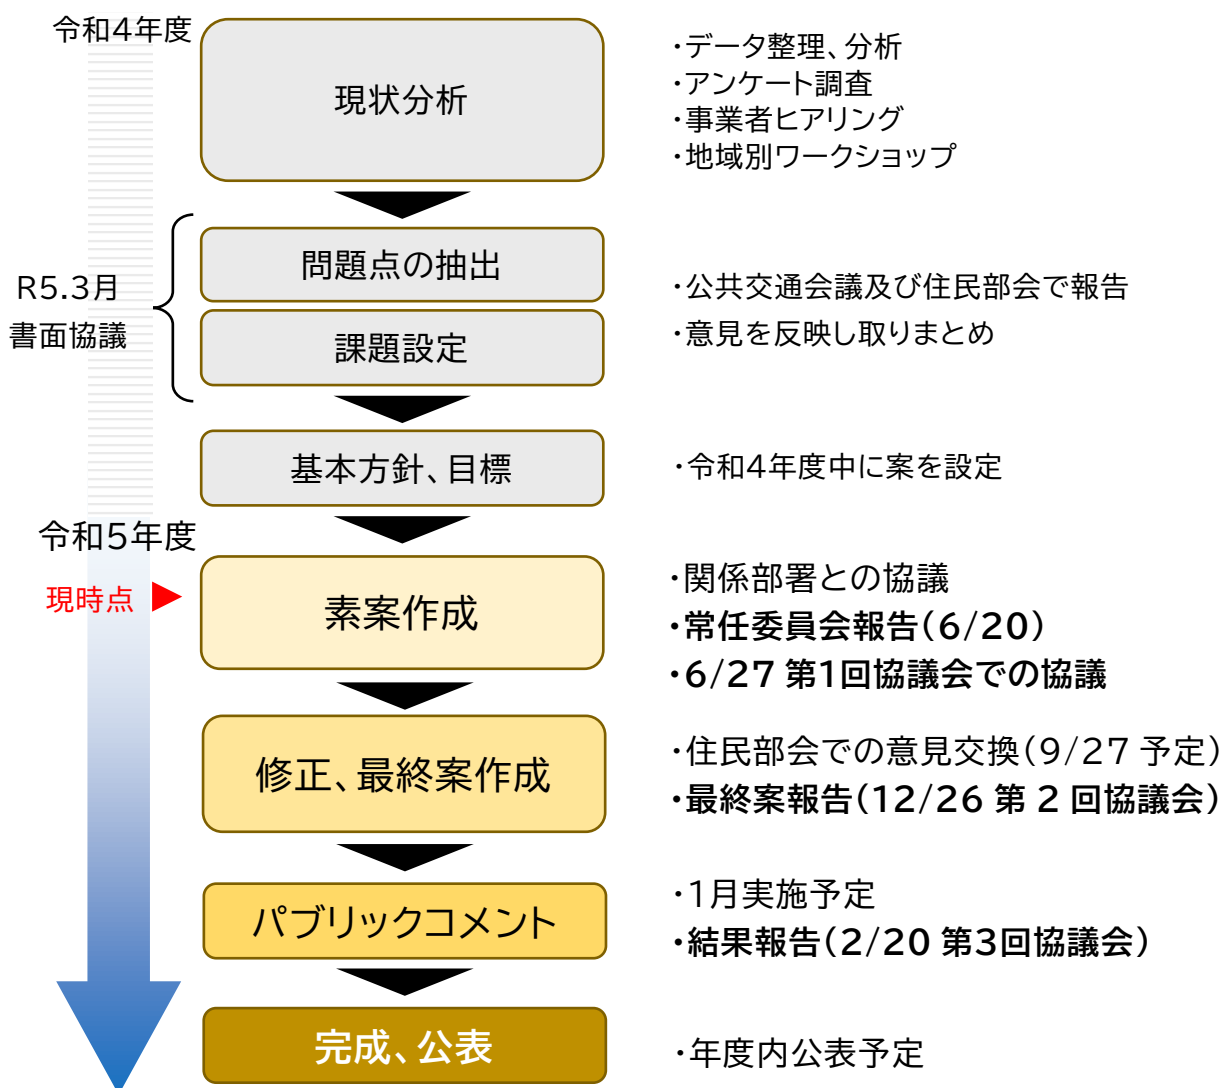 令和4年度
現状分析
・データ整理、分析
・アンケート調査
・事業者ヒアリング
・地域別ワークショップ
R5.3月
書面協議
問題点の抽出
課題設定
・公共交通会議及び住民部会で報告
・意見を反映し取りまとめ
基本方針、目標
・令和4年度中に案を設定
令和5年度
現時点
素案作成
・関係部署との協議
・常任委員会報告(6/20)
・6/27 第1回協議会での協議
修正、最終案作成
・住民部会での意見交換(9/27 予定)
・最終案報告(12/26 第 2 回協議会)
パブリックコメント
・1月実施予定
・結果報告(2/20 第3回協議会)
完成、公表
・年度内公表予定